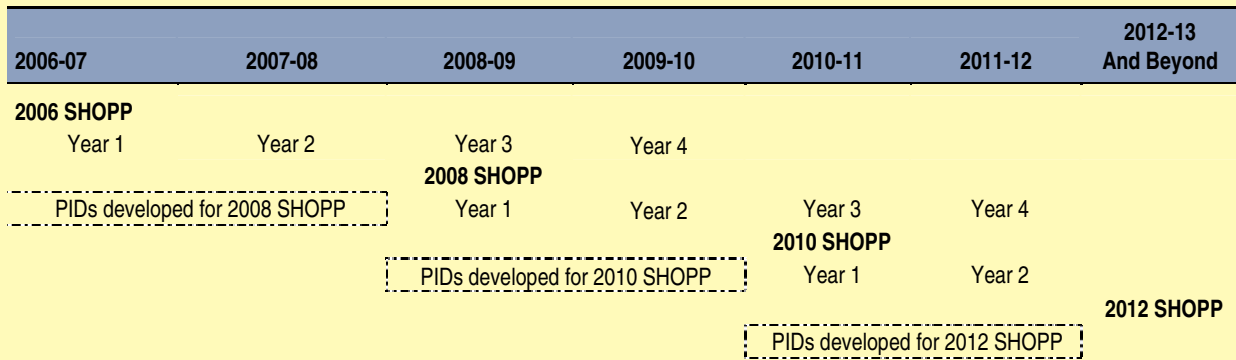 2006-07 2007-08 2008-09 2009-10 2010-11 2011-12 2012-13
And Beyond
2006 SHOPP
Year 1 Year 2 Year 3 Year 4
2008 SHOPP
PIDs developed for 2008 SHOPP Year 1 Year 2 Year 3 Year 4
2010 SHOPP
PIDs developed for 2010 SHOPP Year 1 Year 2
2012 SHOPP
PIDs developed for 2012 SHOPP